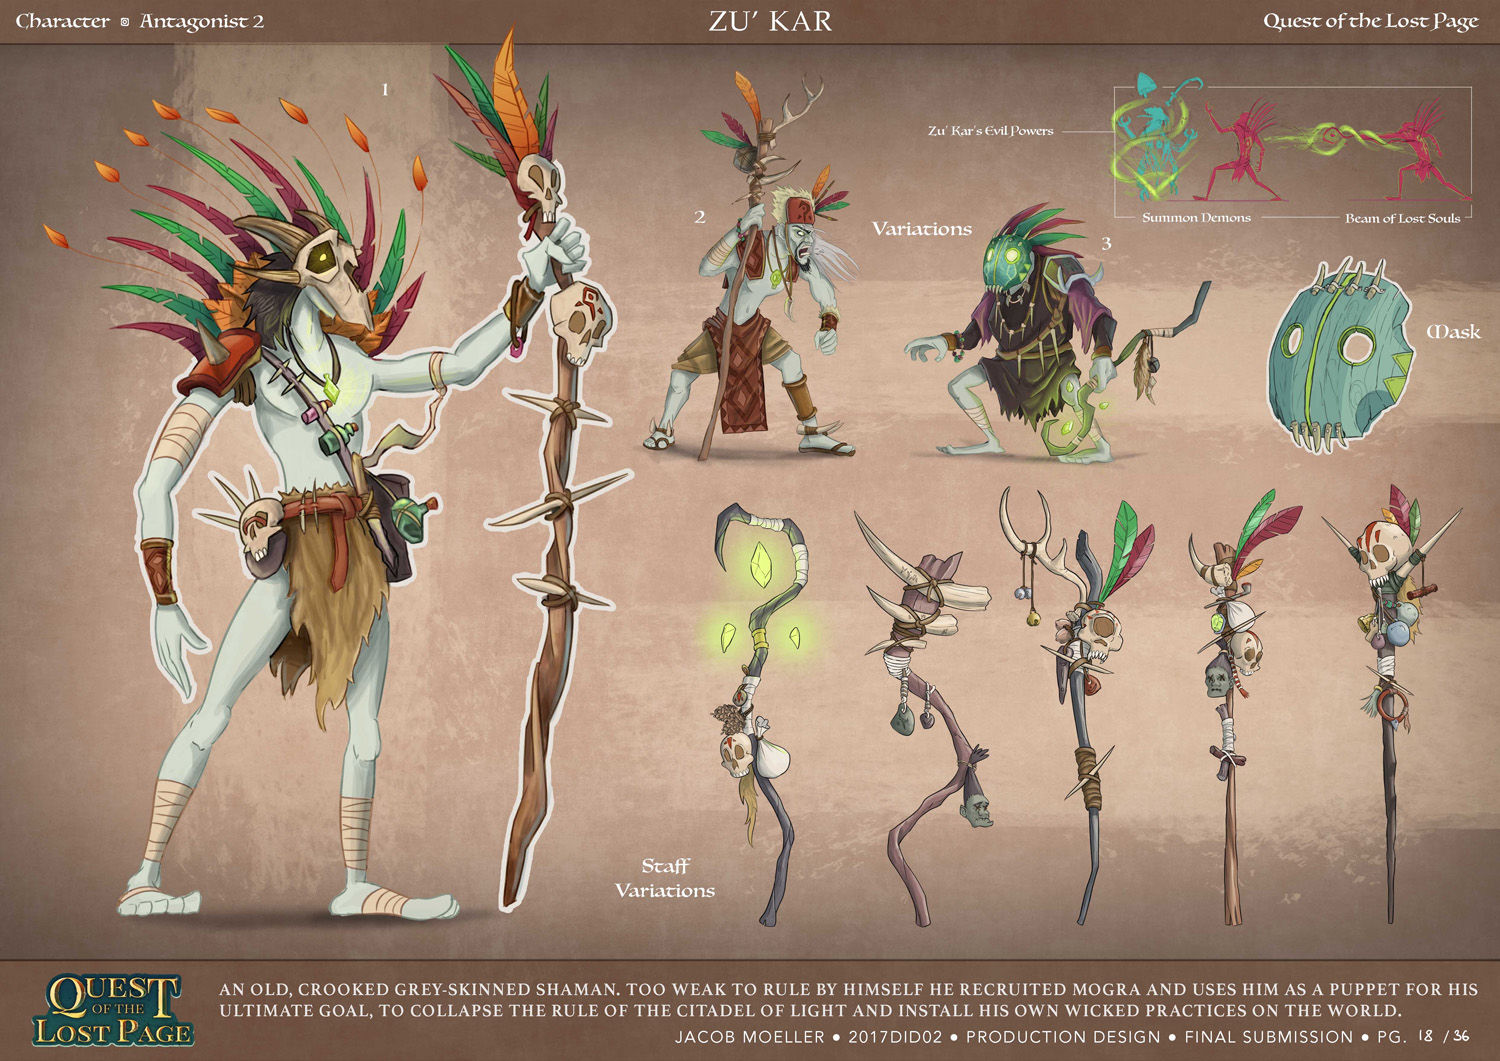 Character ▣ Antagonist 2
ZU' KAR
Quest of the Lost Page
1
2
Variations
3
Zu' Kar's Evil Powers
Summon Demons
Beam of Lost Souls
Mask
Staff
Variations
QUEST
OF THE
LOST PAGE
AN OLD, CROOKED GREY-SKINNED SHAMAN. TOO WEAK TO RULE BY HIMSELF HE RECRUITED MOGRA AND USES HIM AS A PUPPET FOR HIS
ULTIMATE GOAL, TO COLLAPSE THE RULE OF THE CITADEL OF LIGHT AND INSTALL HIS OWN WICKED PRACTICES ON THE WORLD.
JACOB MOELLER • 2017DID02 • PRODUCTION DESIGN • FINAL SUBMISSION • PG. 18 / 36